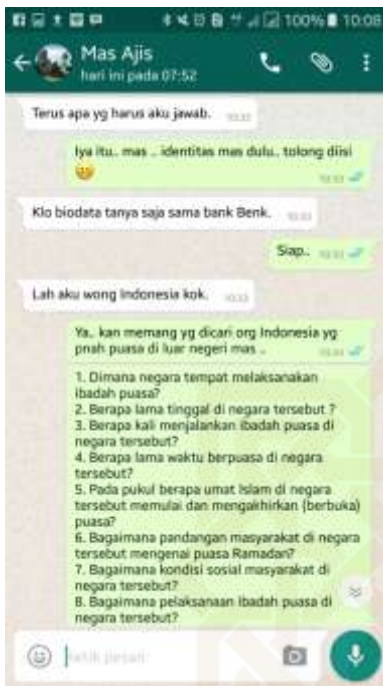 100% 10:08
Mas Ajis
hari ini pada 07:52
Terus apa yg harus aku jawab.
Iya itu.. mas .. identitas mas dulu.. tolong diisi
Klo biodata tanya saja sama bank Benk.
Siap..
Lah aku wong Indonesia kok.
Ya.. kan memang yg dicari org Indonesia yg
pnah puasa di luar negeri mas ..
1. Dimana negara tempat melaksanakan
ibadah puasa?
2. Berapa lama tinggal di negara tersebut ?
3. Berapa kali menjalankan ibadah puasa di
negara tersebut?
4. Berapa lama waktu berpuasa di negara
tersebut?
5. Pada pukul berapa umat Islam di negara
tersebut memulai dan mengakhirkan (berbuka)
puasa?
6. Bagaimana pandangan masyarakat di negara
tersebut mengenai puasa Ramadan?
7. Bagaimana kondisi sosial masyarakat di
negara tersebut?
8. Bagaimana pelaksanaan ibadah puasa di
negara tersebut?
Ketik pesan